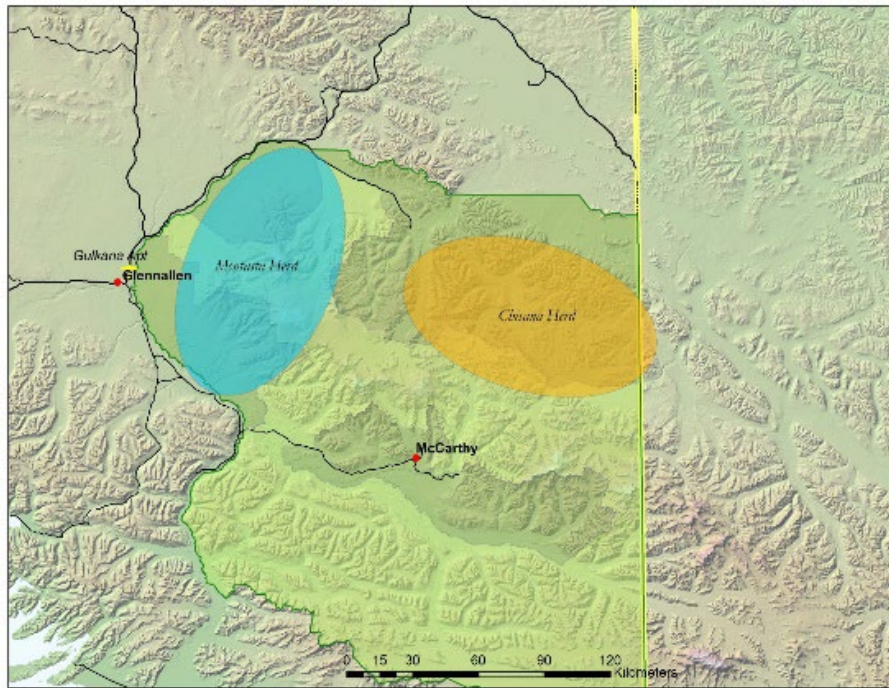 Gulkana Apt
Glennallen
Mentasta Herd
Chisana Herd
McCarthy
0 15 30 60 90 120
Kilometers